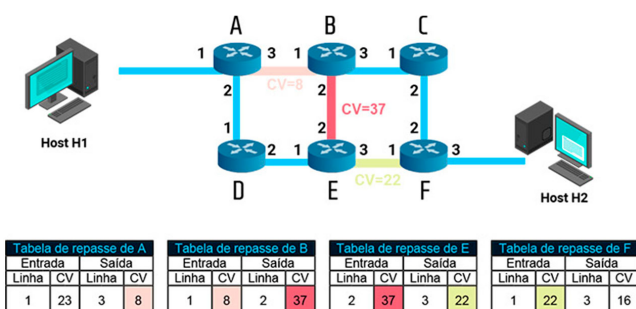 A B C
1 3 1 3 1
CV=8
2 2 2
CV=37
Host H1
1 2 2
2 1 3 1 3
CV=22
D E F
Host H2
Tabela de repasse de A
Entrada Saída
Linha CV Linha CV
1 23 3 8
Tabela de repasse de B
Entrada Saída
Linha CV Linha CV
1 8 2 37
Tabela de repasse de E
Entrada Saída
Linha CV Linha CV
2 37 3 22
Tabela de repasse de F
Entrada Saída
Linha CV Linha CV
1 22 3 16